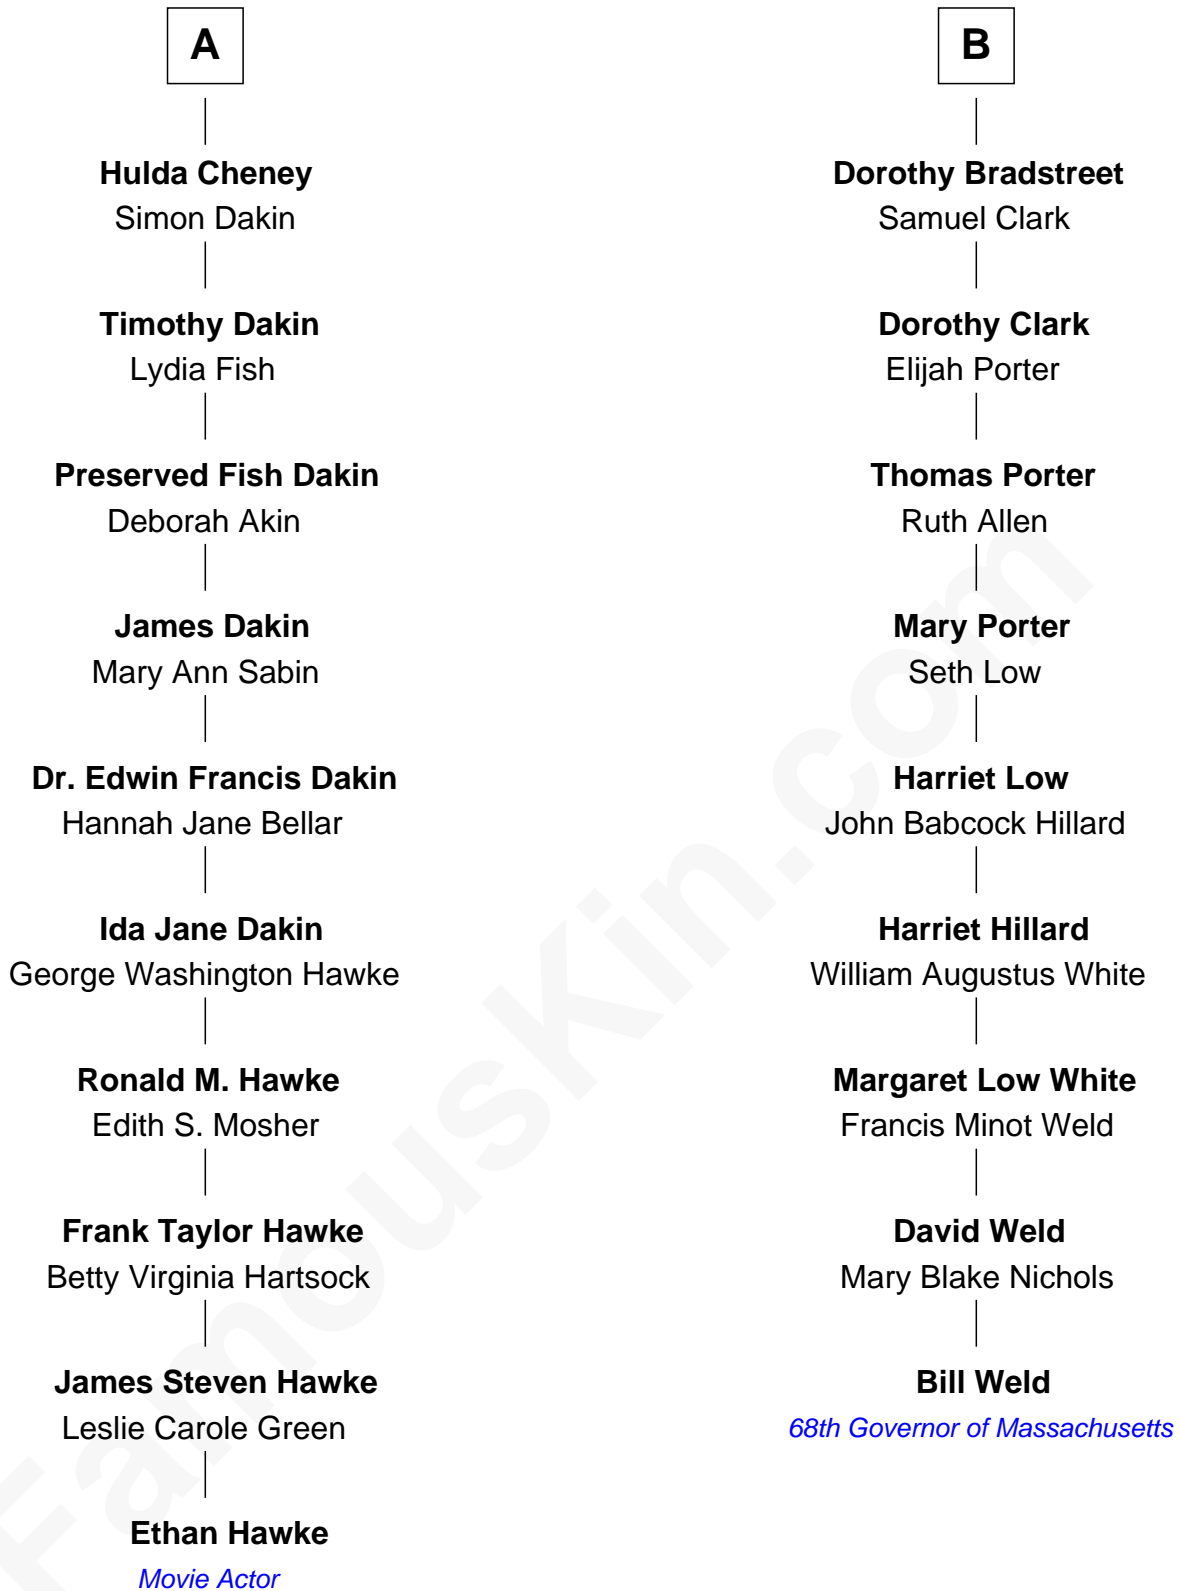 A
Hulda Cheney
Simon Dakin
Timothy Dakin
Lydia Fish
Preserved Fish Dakin
Deborah Akin
James Dakin
Mary Ann Sabin
Dr. Edwin Francis Dakin
Hannah Jane Bellar
Ida Jane Dakin
George Washington Hawke
Ronald M. Hawke
Edith S. Mosher
Frank Taylor Hawke
Betty Virginia Hartsock
James Steven Hawke
Leslie Carole Green
Ethan Hawke
Movie Actor
B
Dorothy Bradstreet
Samuel Clark
Dorothy Clark
Elijah Porter
Thomas Porter
Ruth Allen
Mary Porter
Seth Low
Harriet Low
John Babcock Hillard
Harriet Hillard
William Augustus White
Margaret Low White
Francis Minot Weld
David Weld
Mary Blake Nichols
Bill Weld
68th Governor of Massachusetts
FamousKin.com